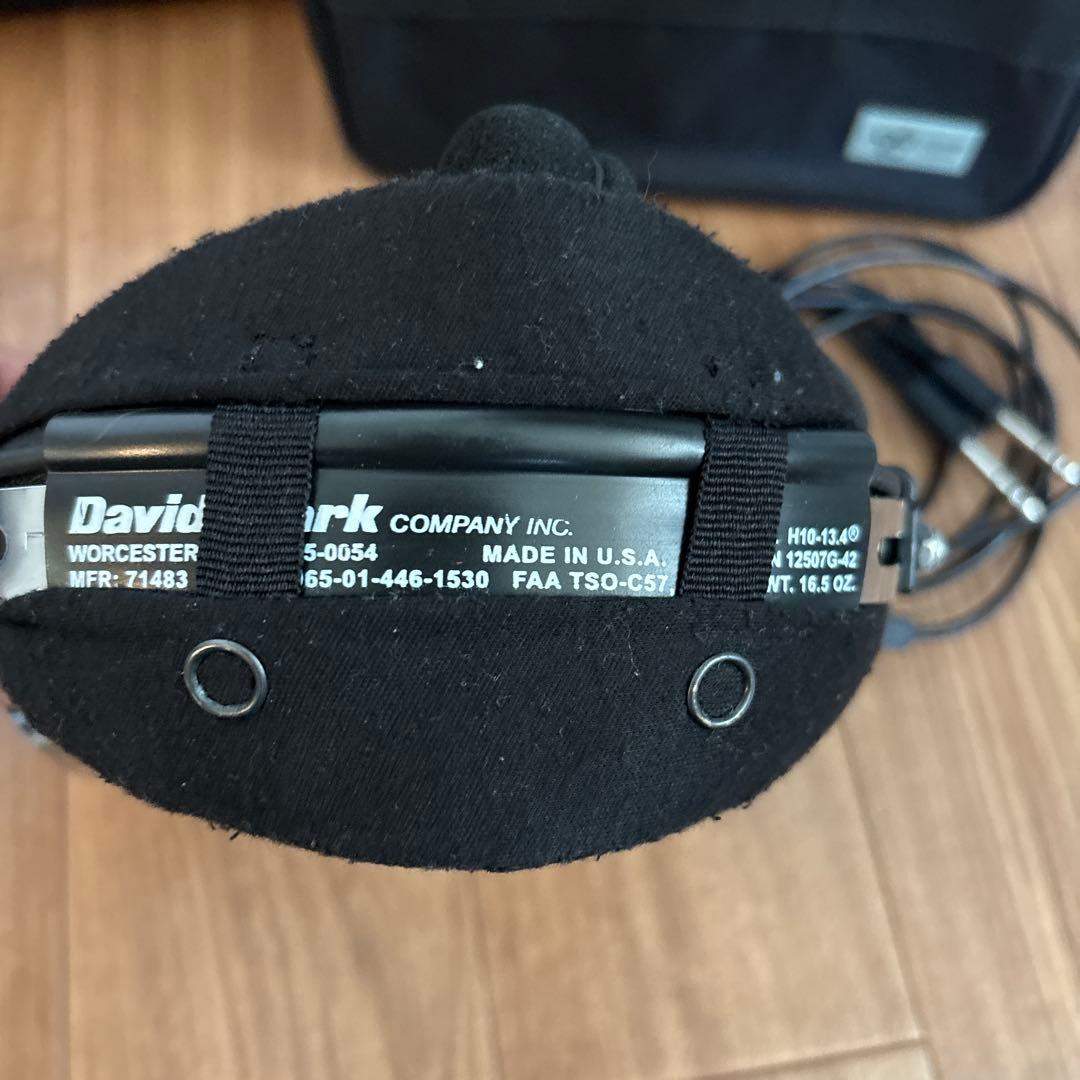 David ark COMPANY INC.
WORCESTER 5-0054 MADE IN U.S.A.
MFR: 71483 965-01-446-1530 FAA TSO-C57
H10-13.4®
N 12507G-42
WT. 16.5 OZ.